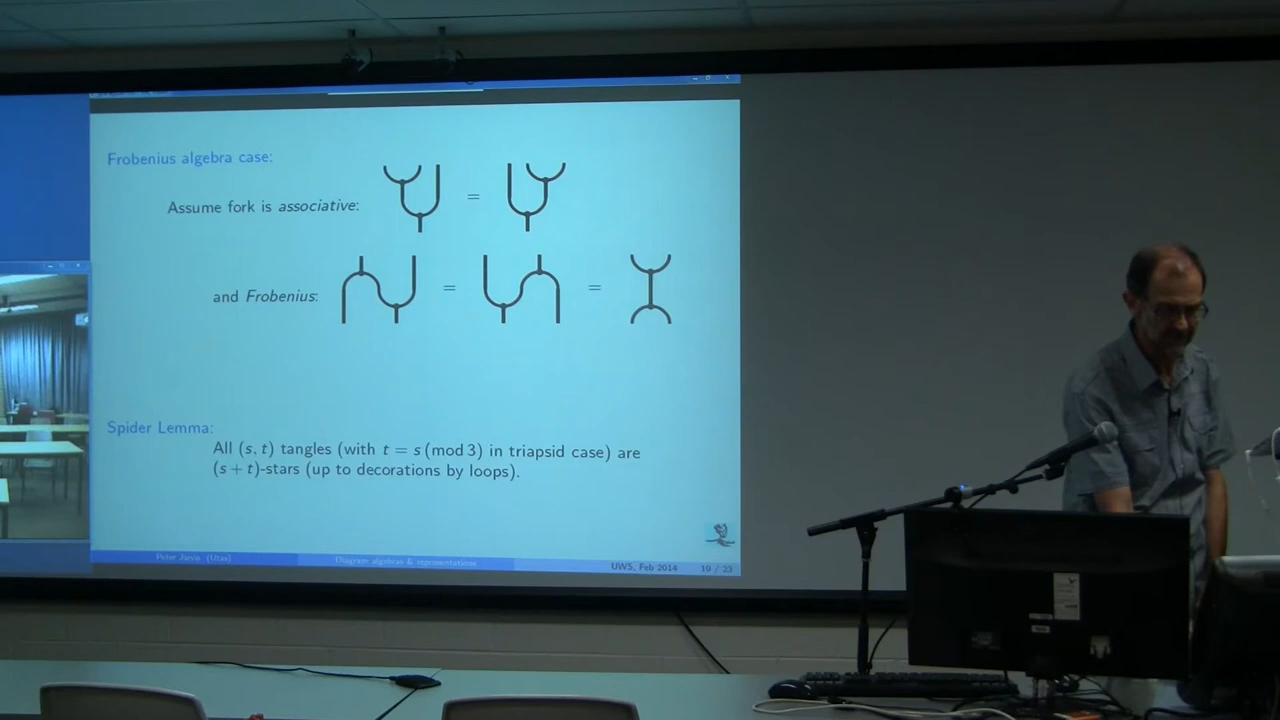 Frobenius algebra case:
Assume fork is associative:
=
and Frobenius:
=
=
Spider Lemma:
All (s, t) tangles (with t = s (mod 3) in triapsid case) are
(s + t)-stars (up to decorations by loops).
Peter Jarvis (Utas)
Diagram algebras & representations
UWS, Feb 2014
19 / 23